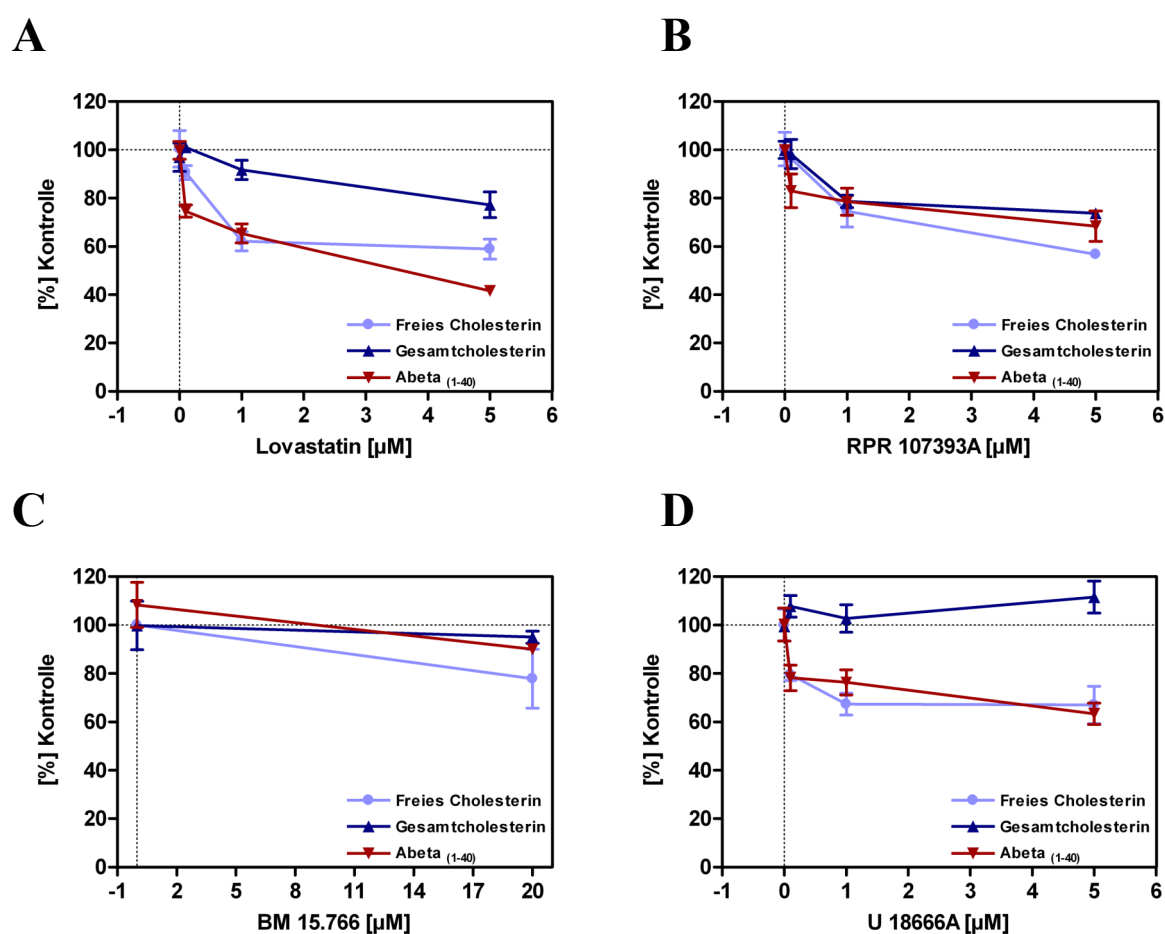 A
120
100
80
60
40
20
0
[%] Kontrolle
Freies Cholesterin
Gesamtcholesterin
Abeta (1-40)
-1 0 1 2 3 4 5 6
Lovastatin [µM]
B
120
100
80
60
40
20
0
[%] Kontrolle
Freies Cholesterin
Gesamtcholesterin
Abeta (1-40)
-1 0 1 2 3 4 5 6
RPR 107393A [µM]
C
120
100
80
60
40
20
0
[%] Kontrolle
Freies Cholesterin
Gesamtcholesterin
Abeta (1-40)
-1 2 5 8 11 14 17 20
BM 15.766 [µM]
D
120
100
80
60
40
20
0
[%] Kontrolle
Freies Cholesterin
Gesamtcholesterin
Abeta (1-40)
-1 0 1 2 3 4 5 6
U 18666A [µM]